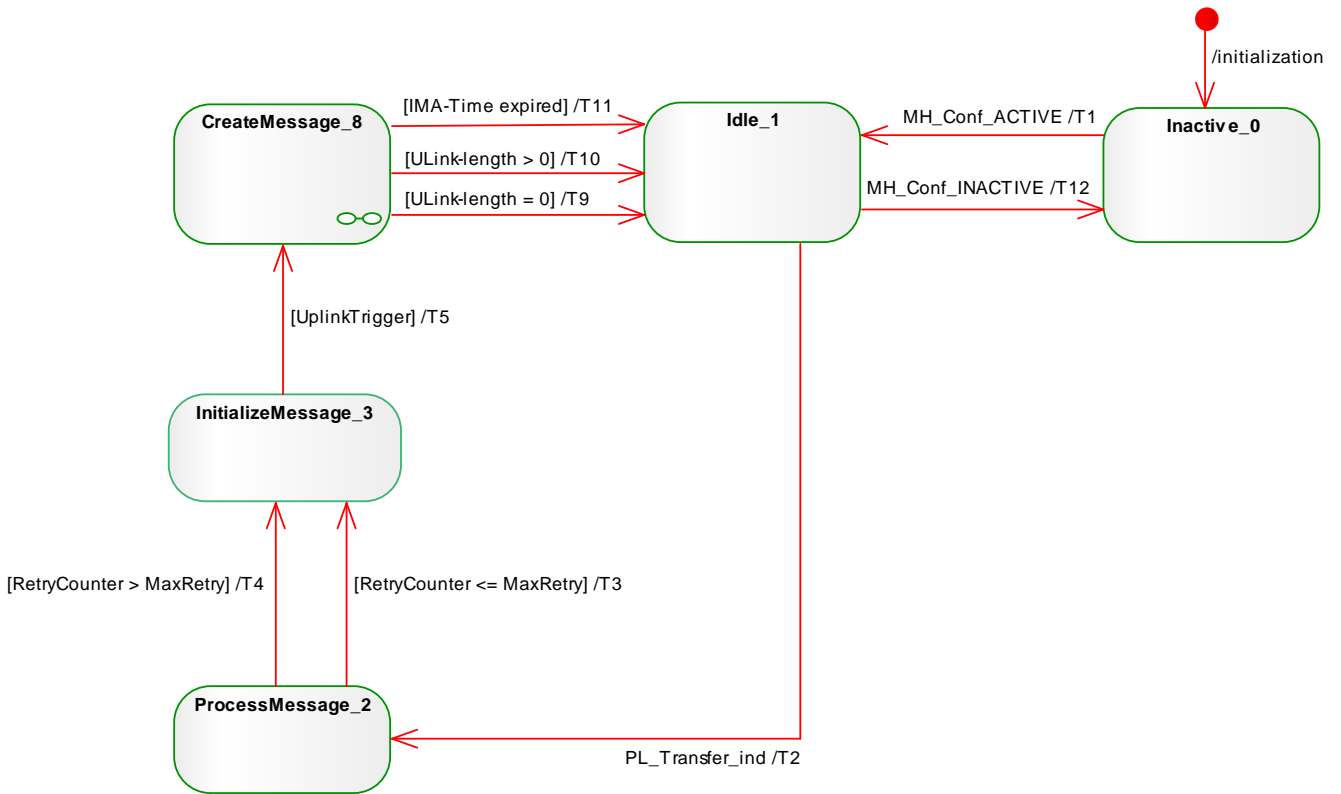 /initialization
[IMA-Time expired] /T11
CreateMessage_8
Idle_1
MH_Conf_ACTIVE /T1
Inactive_0
[ULink-length > 0] /T10
MH_Conf_INACTIVE /T12
[ULink-length = 0] /T9
[UplinkTrigger] /T5
InitializeMessage_3
[RetryCounter > MaxRetry] /T4
[RetryCounter <= MaxRetry] /T3
ProcessMessage_2
PL_Transfer_ind /T2